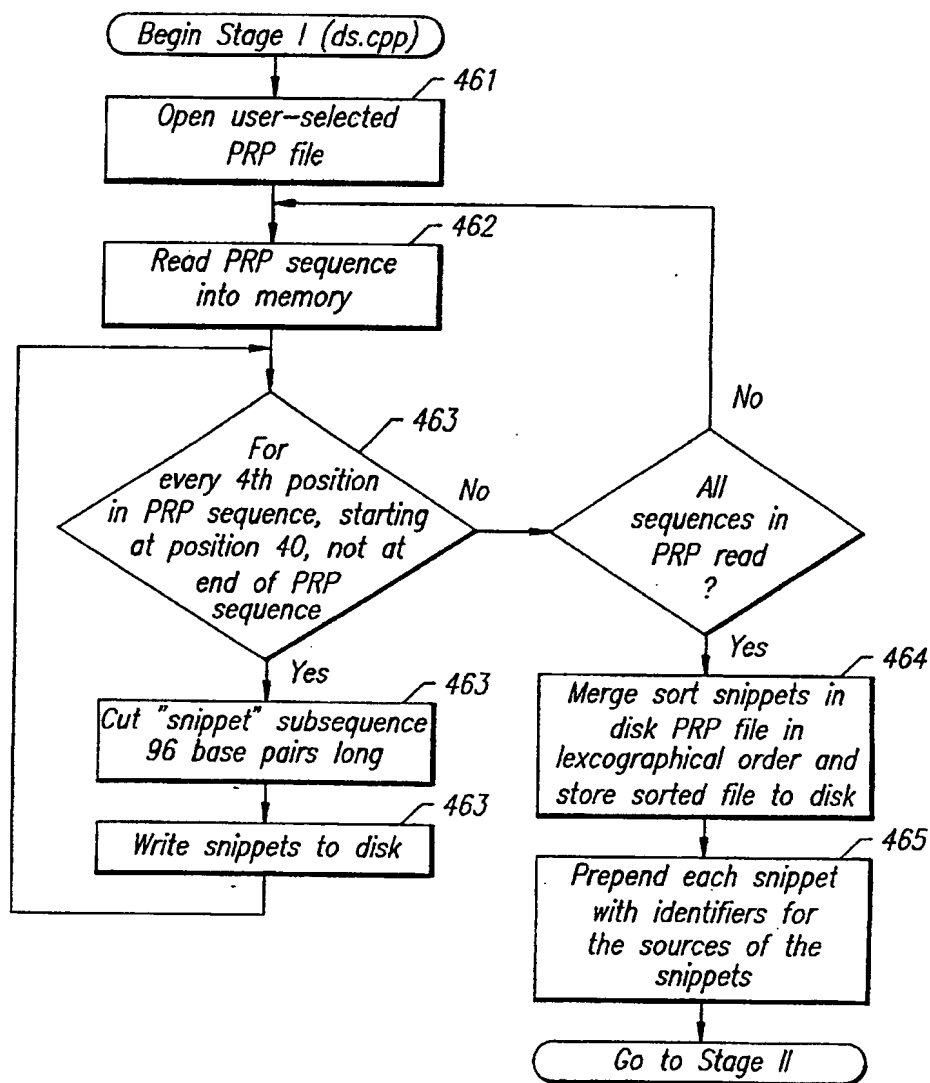 Begin Stage I (ds.cpp)
461
Open user-selected
PRP file
462
Read PRP sequence
into memory
463
For
every 4th position
in PRP sequence, starting
at position 40, not at
end of PRP
sequence
No
Yes
463
Cut "snippet" subsequence
96 base pairs long
463
Write snippets to disk
No
All
sequences in
PRP read
?
Yes
464
Merge sort snippets in
disk PRP file in
lexcographical order and
store sorted file to disk
465
Prepend each snippet
with identifiers for
the sources of the
snippets
Go to Stage II